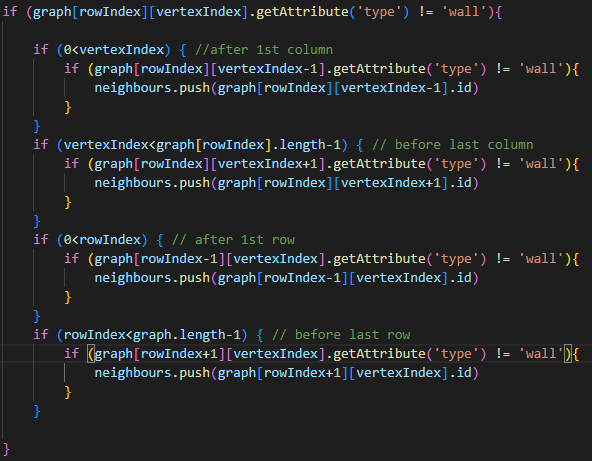 if (graph[rowIndex][vertexIndex].getAttribute('type') != 'wall'){
if (0<vertexIndex) { //after 1st column
if (graph[rowIndex][vertexIndex-1].getAttribute('type') != 'wall'){
neighbours.push(graph[rowIndex][vertexIndex-1].id)
}
}
if (vertexIndex<graph[rowIndex].length-1) { // before last column
if (graph[rowIndex][vertexIndex+1].getAttribute('type') != 'wall'){
neighbours.push(graph[rowIndex][vertexIndex+1].id)
}
}
if (0<rowIndex) { // after 1st row
if (graph[rowIndex-1][vertexIndex].getAttribute('type') != 'wall'){
neighbours.push(graph[rowIndex-1][vertexIndex].id)
}
}
if (rowIndex<graph.length-1) { // before last row
if (graph[rowIndex+1][vertexIndex].getAttribute('type') != 'wall'){
neighbours.push(graph[rowIndex+1][vertexIndex].id)
}
}
}